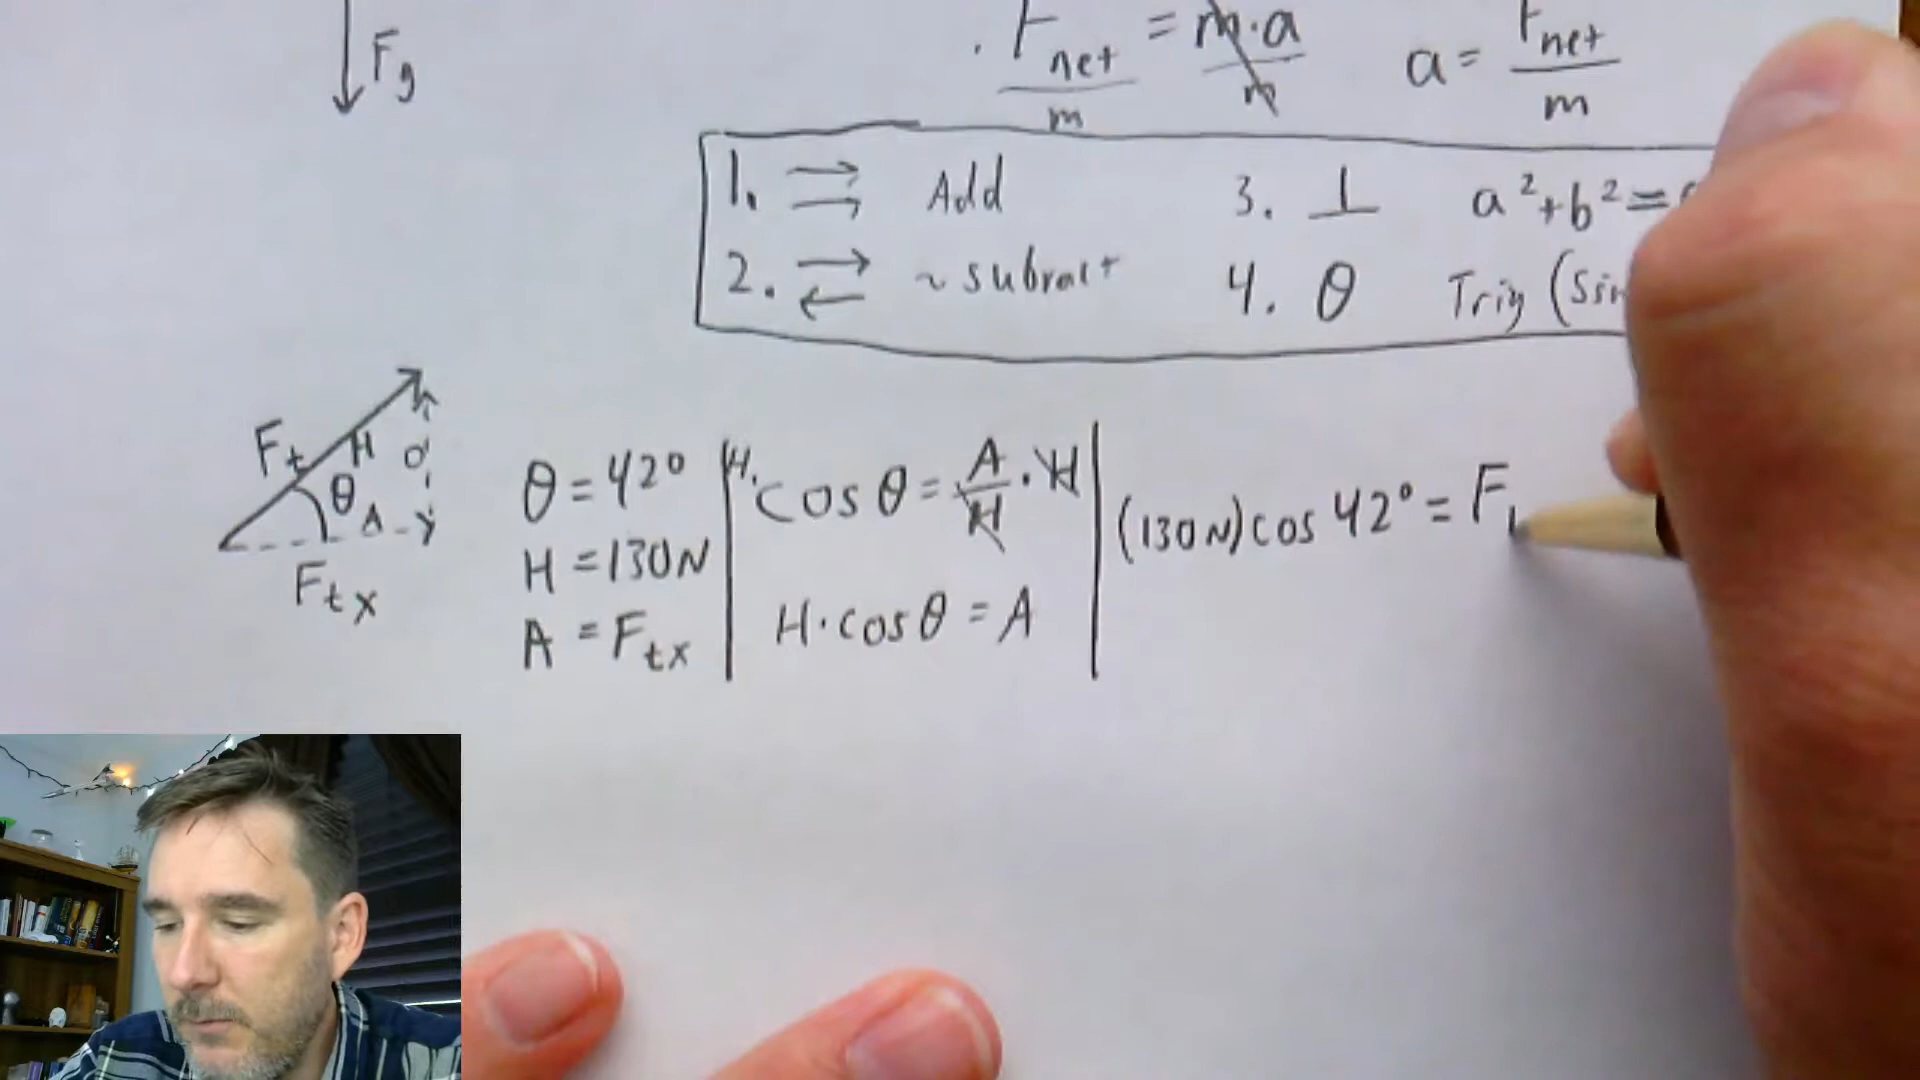 Fg
Fnet/m = m·a/m
a = Fnet/m
1. ⇉ Add
2. ⇄ ~subract
3. ⊥ a²+b²=
4. θ Trig (Sin
Ft
H
O
θ
A
Ftx
θ = 42°
H = 130N
A = Ftx
H·cos θ = A/H · H
H·cos θ = A
(130N) cos 42° = F